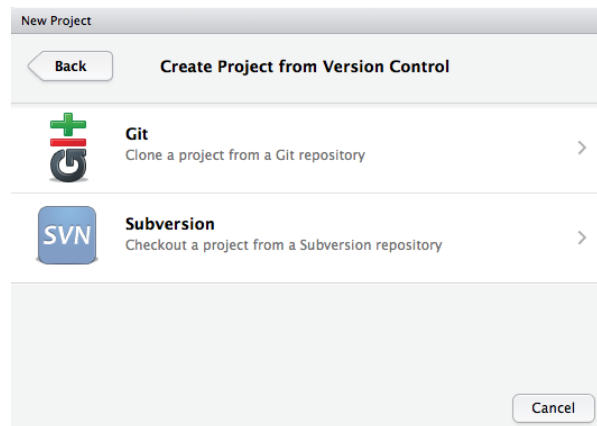 New Project
Back
Create Project from Version Control
git
Git
Clone a project from a Git repository
SVN
Subversion
Checkout a project from a Subversion repository
Cancel